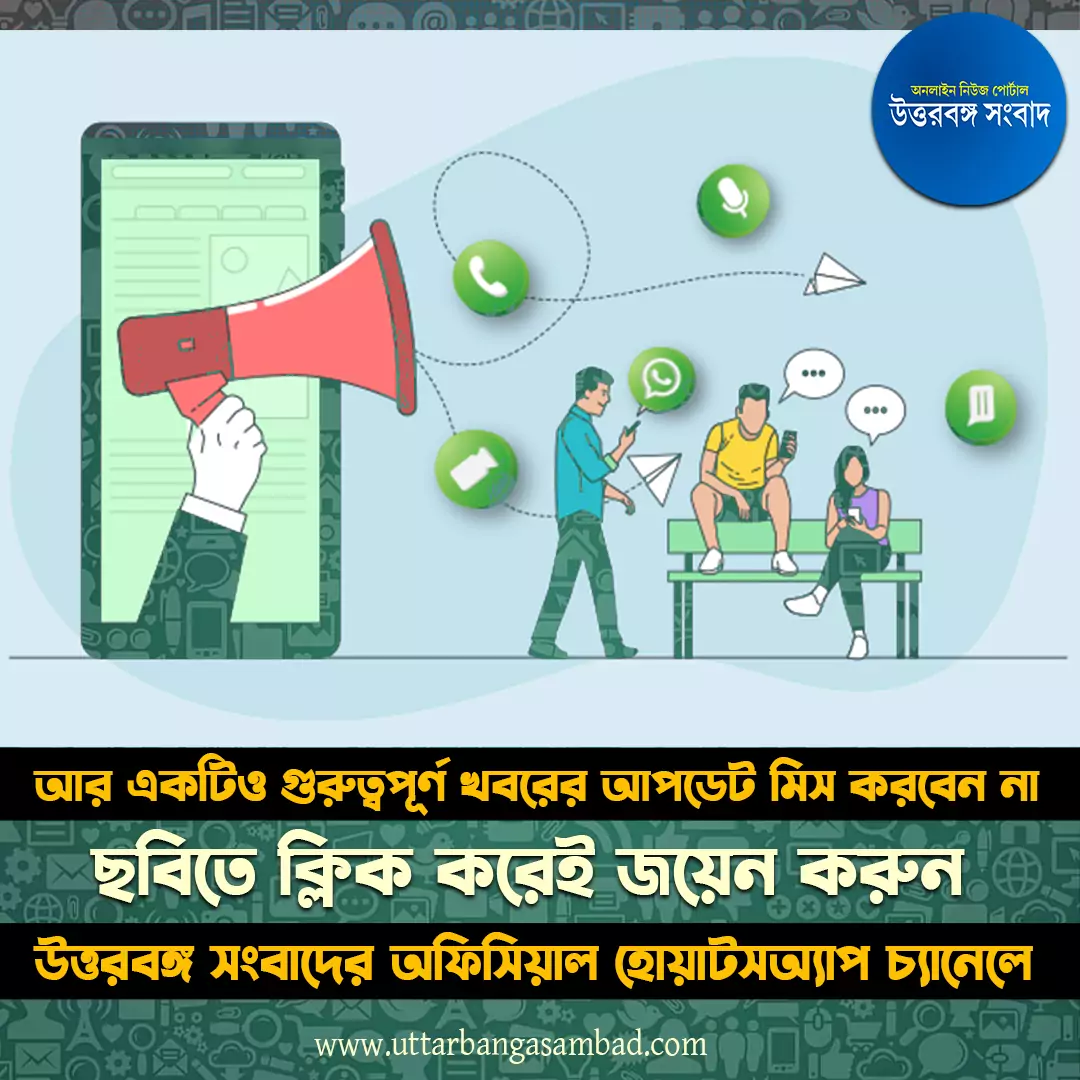 অনলাইন নিউজ পোর্টাল
উত্তরবঙ্গ সংবাদ
আর একটিও গুরুত্বপূর্ণ খবরের আপডেট মিস করবেন না
ছবিতে ক্লিক করেই জয়েন করুন
উত্তরবঙ্গ সংবাদের অফিসিয়াল হোয়াটসঅ্যাপ চ্যানেলে
www.uttarbangasambad.com